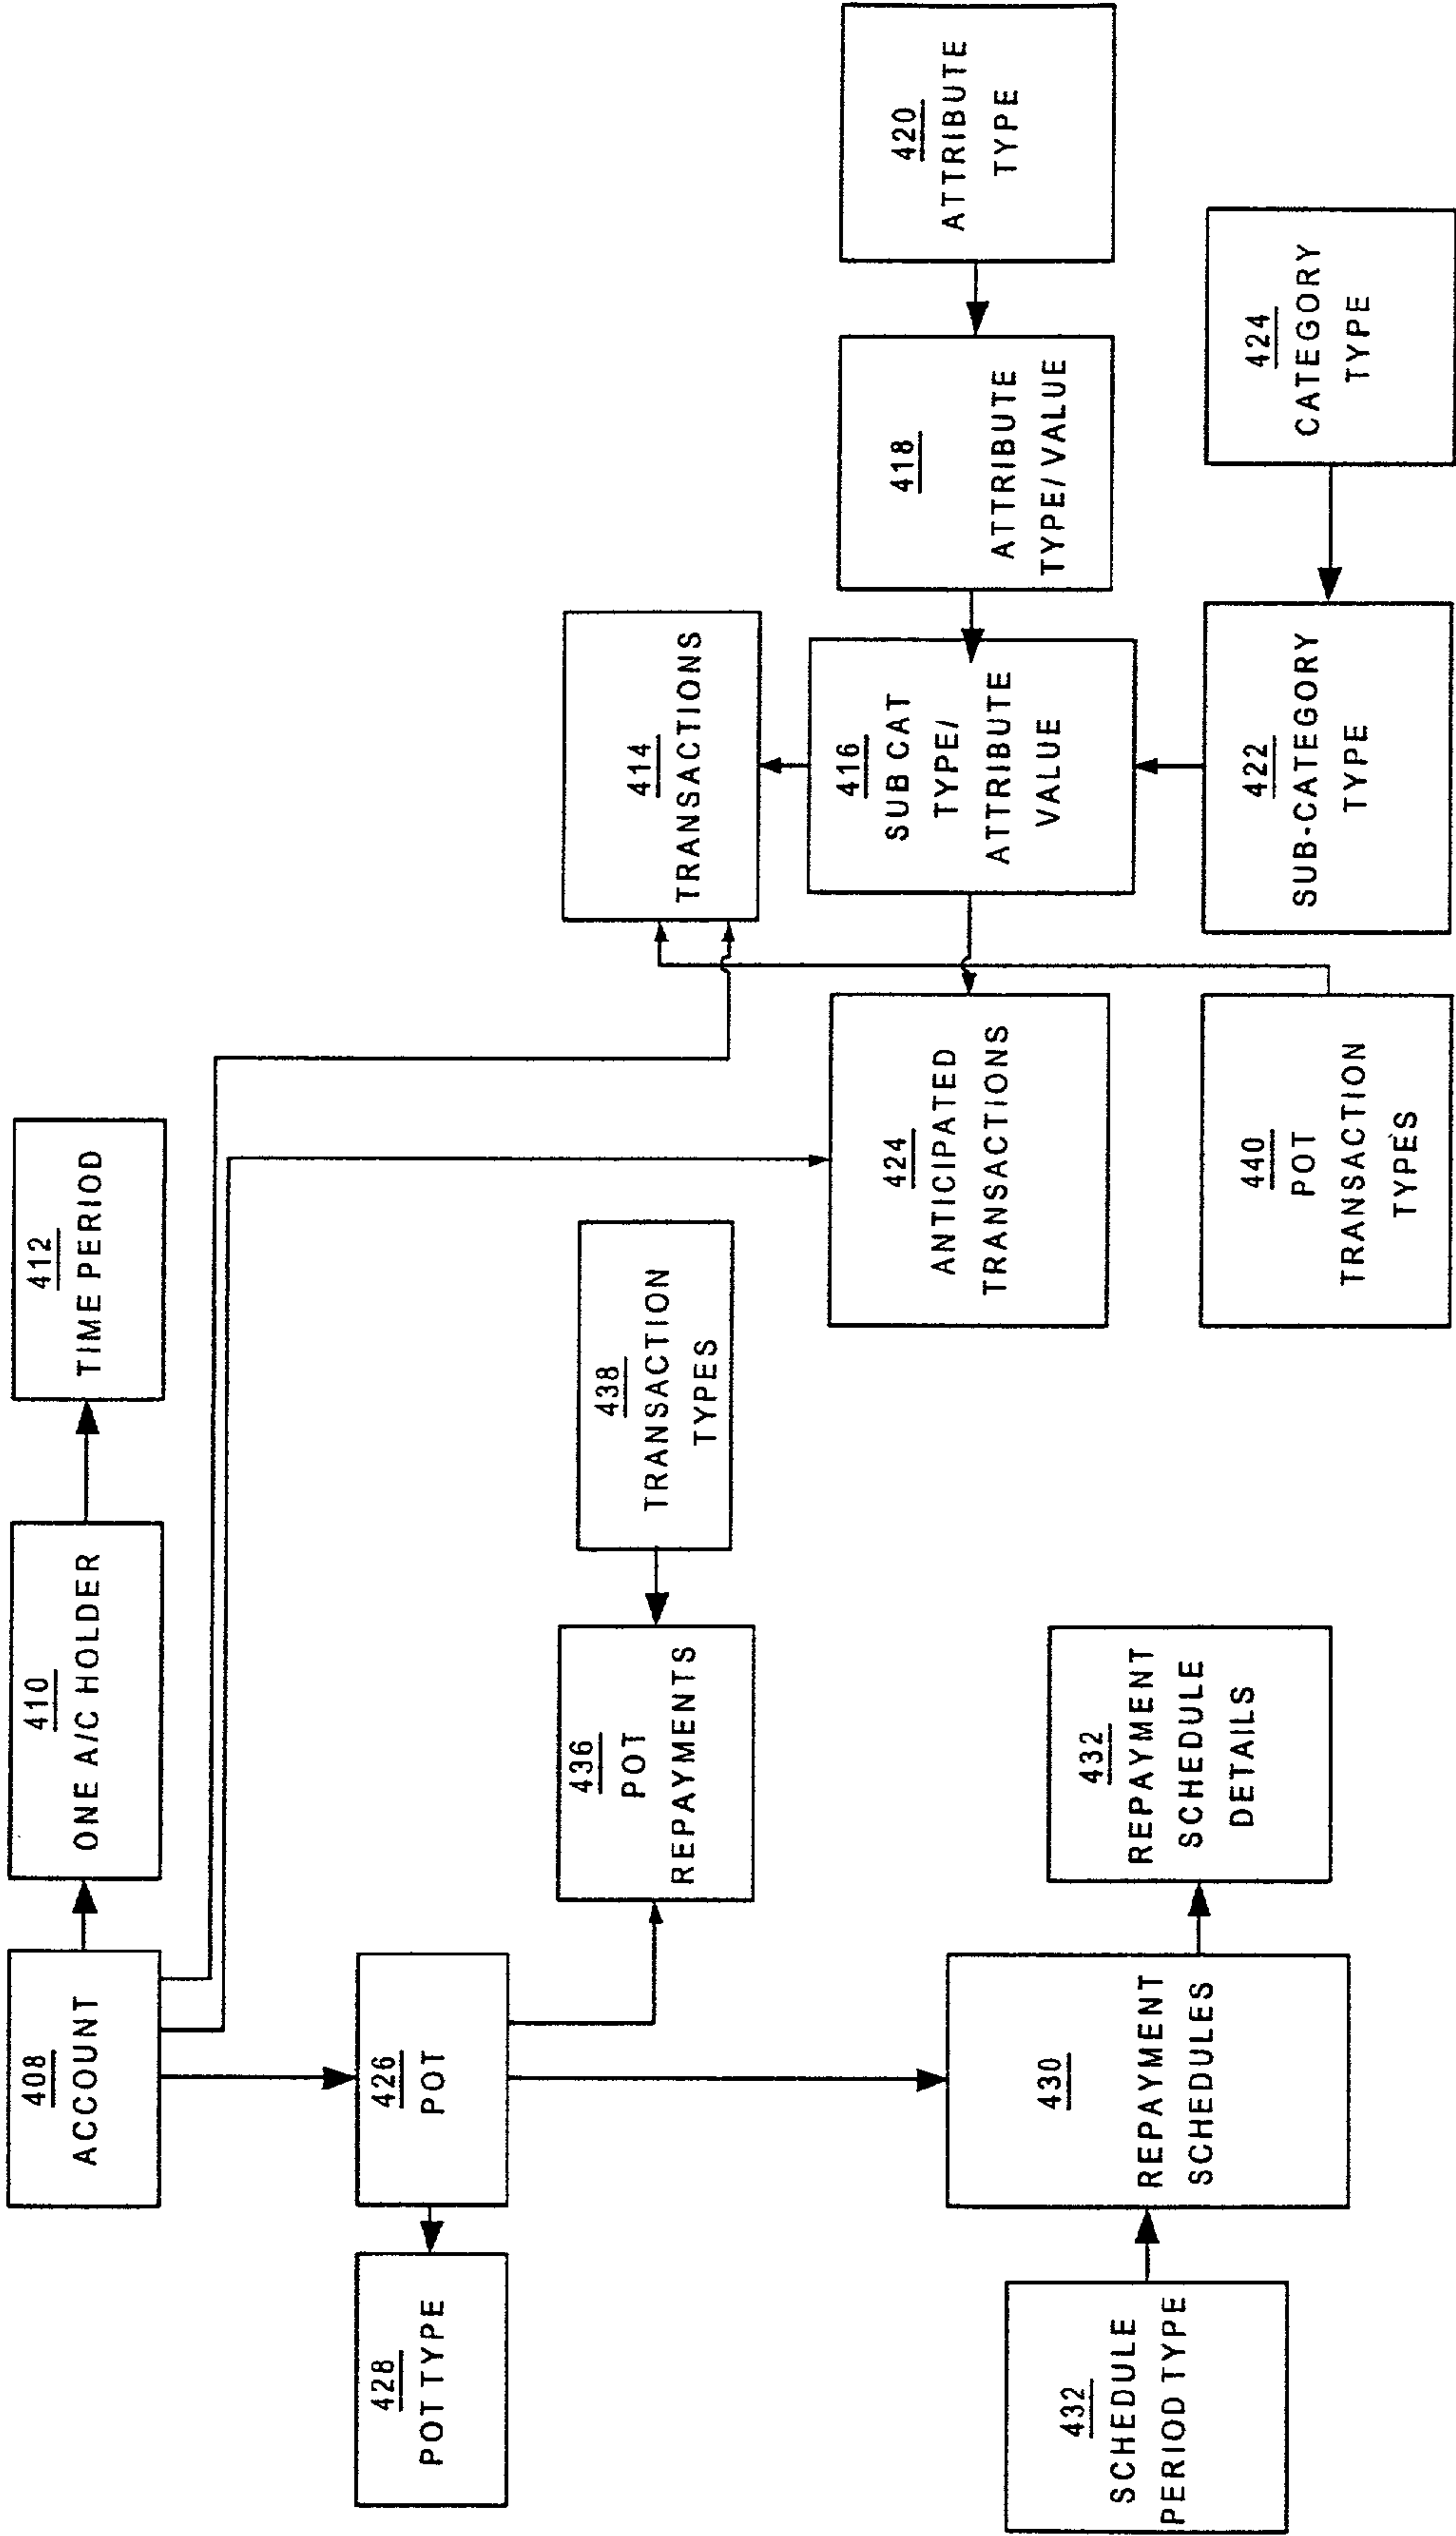 408
ACCOUNT
410
ONE A/C HOLDER
412
TIME PERIOD
428
POT TYPE
426
POT
436
POT
REPAYMENTS
438
TRANSACTION
TYPES
414
TRANSACTIONS
432
SCHEDULE
PERIOD TYPE
430
REPAYMENT
SCHEDULES
432
REPAYMENT
SCHEDULE
DETAILS
424
ANTICIPATED
TRANSACTIONS
416
SUB CAT
TYPE/
ATTRIBUTE
VALUE
418
ATTRIBUTE
TYPE/VALUE
420
ATTRIBUTE
TYPE
440
POT
TRANSACTION
TYPES
422
SUB-CATEGORY
TYPE
424
CATEGORY
TYPE